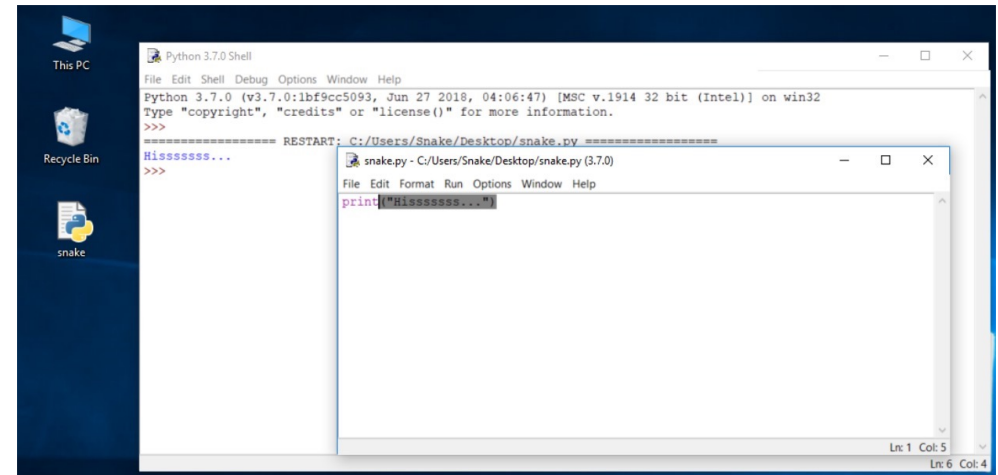 This PC
Recycle Bin
snake
Python 3.7.0 Shell
File Edit Shell Debug Options Window Help
Python 3.7.0 (v3.7.0:1bf9cc5093, Jun 27 2018, 04:06:47) [MSC v.1914 32 bit (Intel)] on win32
Type "copyright", "credits" or "license()" for more information.
>>>
================== RESTART: C:/Users/Snake/Desktop/snake.py ==================
Hisssssss...
>>>
snake.py - C:/Users/Snake/Desktop/snake.py (3.7.0)
File Edit Format Run Options Window Help
print("Hisssssss...")
Ln: 1 Col: 5
Ln: 6 Col: 4